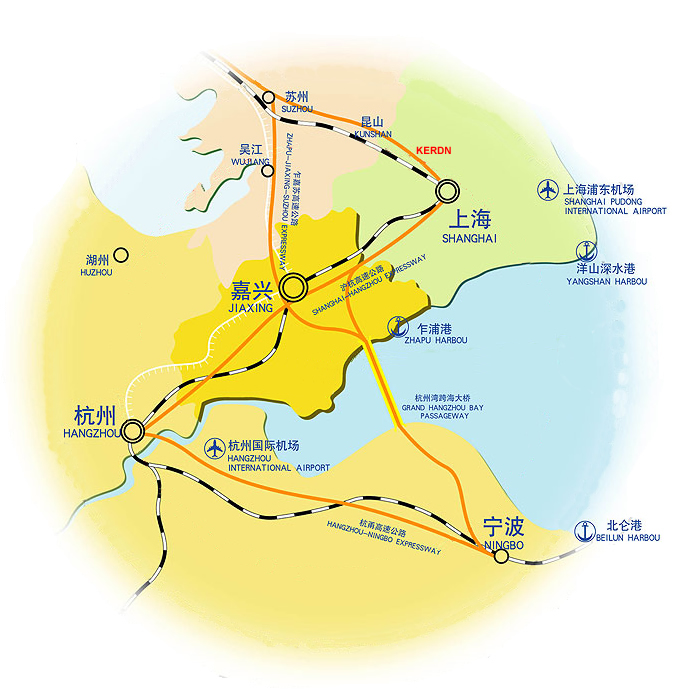 苏州
SUZHOU
昆山
KUNSHAN
吴江
WUJIANG
KERDN
乍嘉苏高速公路
ZHAPU-JIAXING-SUZHOU EXPRESSWAY
上海浦东机场
SHANGHAI PUDONG
INTERNATIONAL AIRPORT
上海
SHANGHAI
湖州
HUZHOU
洋山深水港
YANGSHAN HARBOU
沪杭高速公路
SHANGHAI-HANGZHOU EXPRESSWAY
嘉兴
JIAXING
乍浦港
ZHAPU HARBOU
杭州湾跨海大桥
GRAND HANGZHOU BAY
PASSAGEWAY
杭州
HANGZHOU
杭州国际机场
HANGZHOU
INTERNATIONAL AIRPORT
杭甬高速公路
HANGZHOU-NINGBO EXPRESSWAY
宁波
NINGBO
北仑港
BEILUN HARBOU